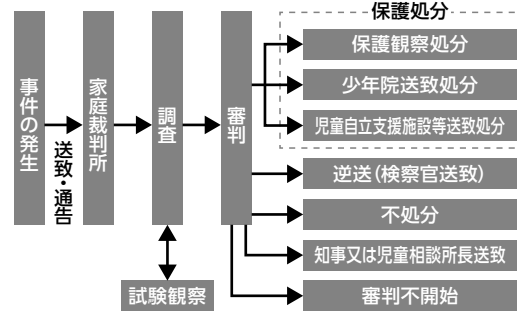 保護処分
事件の発生
送致・通告
家庭裁判所
調査
審判
試験観察
保護観察処分
少年院送致処分
児童自立支援施設等送致処分
逆送(検察官送致)
不処分
知事又は児童相談所長送致
審判不開始